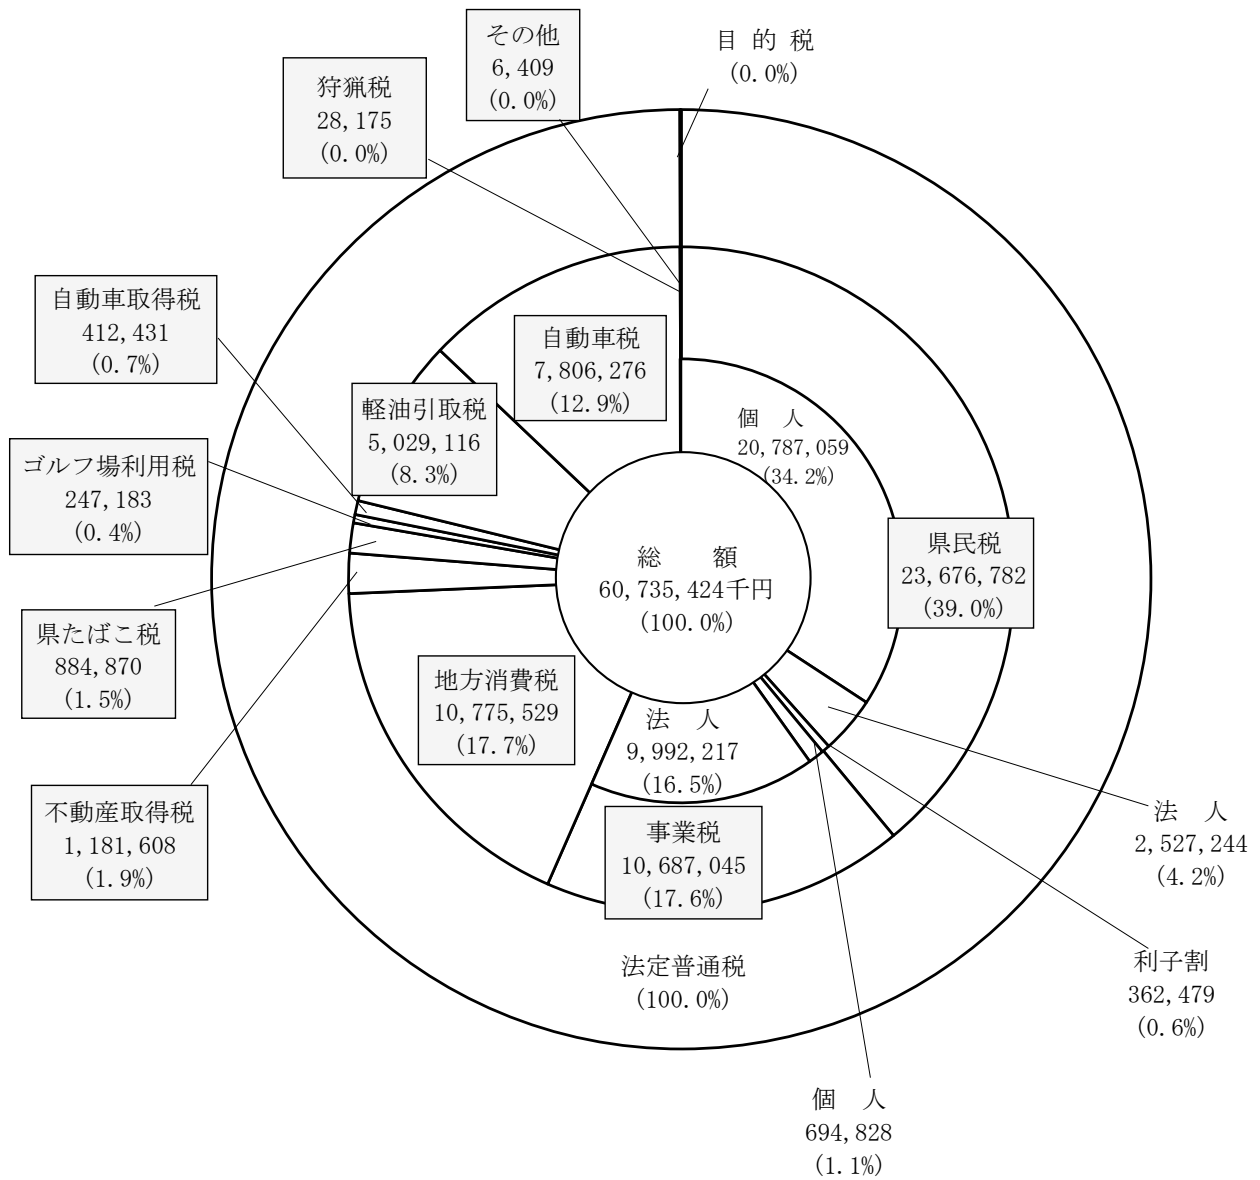 その他
6,409
(0.0%)
目 的 税
(0.0%)
狩猟税
28,175
(0.0%)
自動車取得税
412,431
(0.7%)
自動車税
7,806,276
(12.9%)
軽油引取税
5,029,116
(8.3%)
個 人
20,787,059
(34.2%)
ゴルフ場利用税
247,183
(0.4%)
総 額
60,735,424千円
(100.0%)
県民税
23,676,782
(39.0%)
県たばこ税
884,870
(1.5%)
地方消費税
10,775,529
(17.7%)
法 人
9,992,217
(16.5%)
不動産取得税
1,181,608
(1.9%)
事業税
10,687,045
(17.6%)
法 人
2,527,244
(4.2%)
法定普通税
(100.0%)
利子割
362,479
(0.6%)
個 人
694,828
(1.1%)